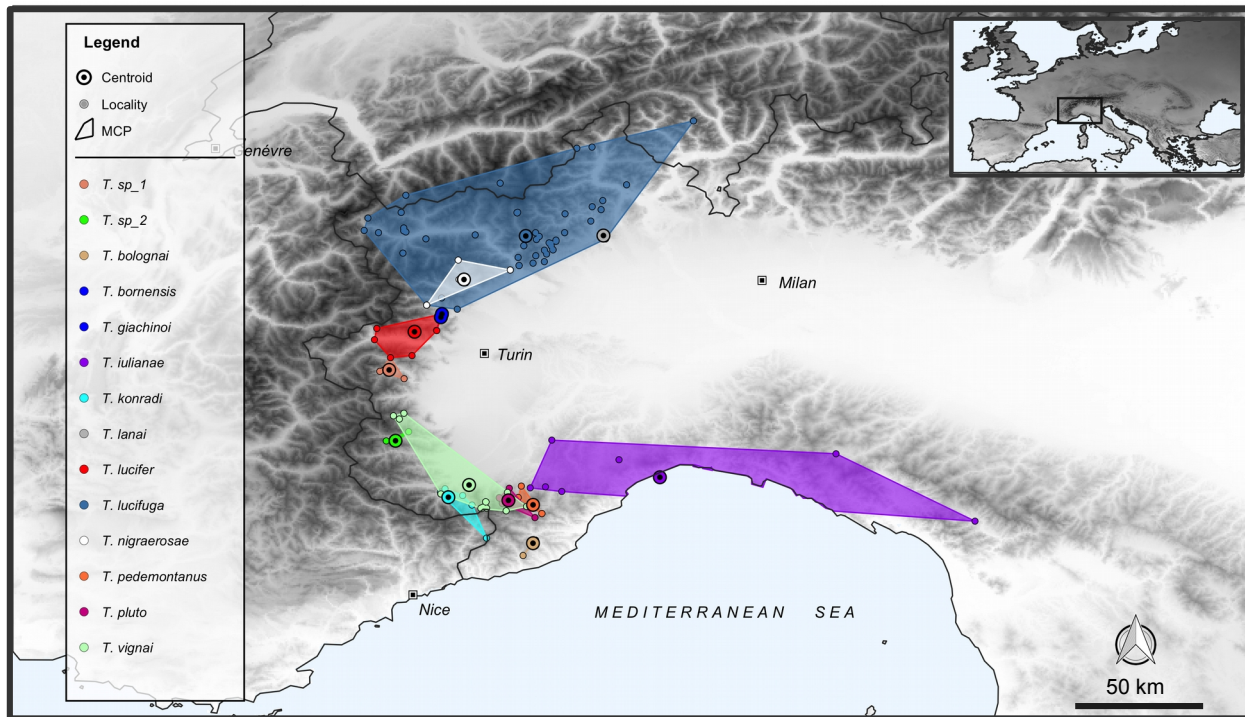 Legend
Centroid
Locality
MCP
Genévre
T. sp_1
T. sp_2
T. bolognai
T. bornensis
T. giachinoi
T. iulianae
T. konradi
T. lanai
T. lucifer
T. lucifuga
T. nigraerosae
T. pedemontanus
T. pluto
T. vignai
Milan
Turin
Nice
MEDITERRANEAN SEA
50 km